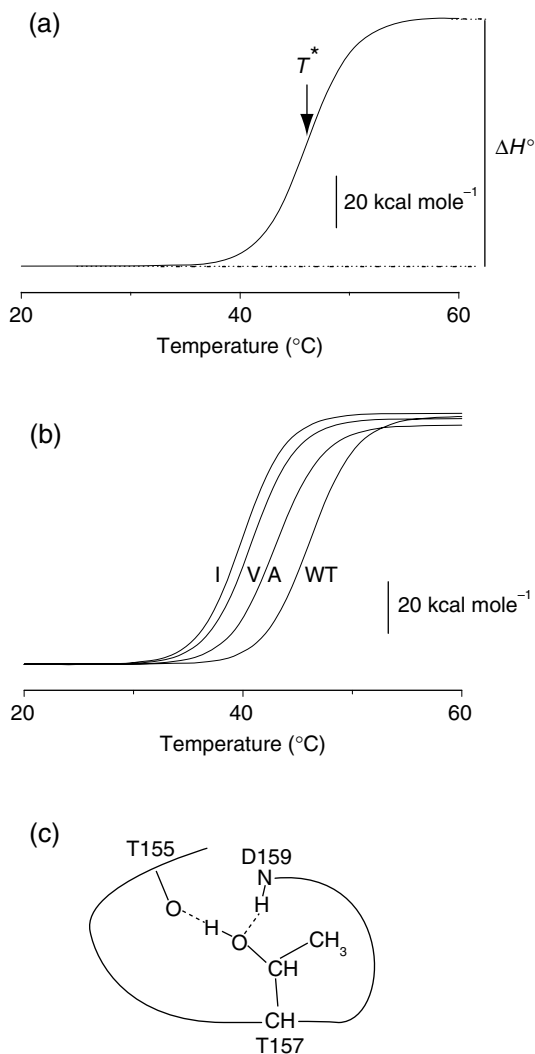 (a)
T*
ΔH°
20 kcal mole⁻¹
20 40 60
Temperature (°C)
(b)
I V A WT
20 kcal mole⁻¹
20 40 60
Temperature (°C)
(c)
T155 D159
N
O H H
O CH₃
CH
CH
T157